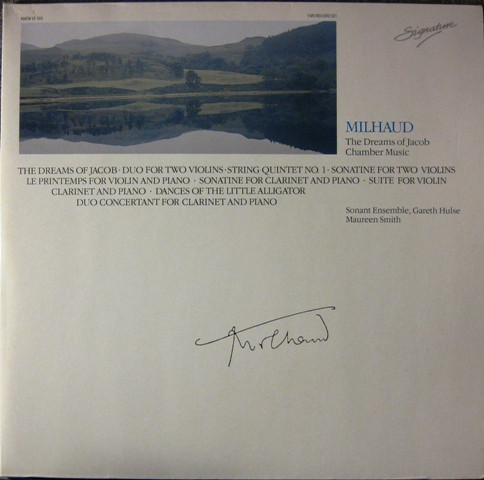 Signature
MILHAUD
The Dreams of Jacob
Chamber Music
THE DREAMS OF JACOB · DUO FOR TWO VIOLINS · STRING QUINTET NO. 1 · SONATINE FOR TWO VIOLINS
LE PRINTEMPS FOR VIOLIN AND PIANO · SONATINE FOR CLARINET AND PIANO · SUITE FOR VIOLIN
CLARINET AND PIANO · DANCES OF THE LITTLE ALLIGATOR
DUO CONCERTANT FOR CLARINET AND PIANO
Sonant Ensemble, Gareth Hulse
Maureen Smith
Milhaud